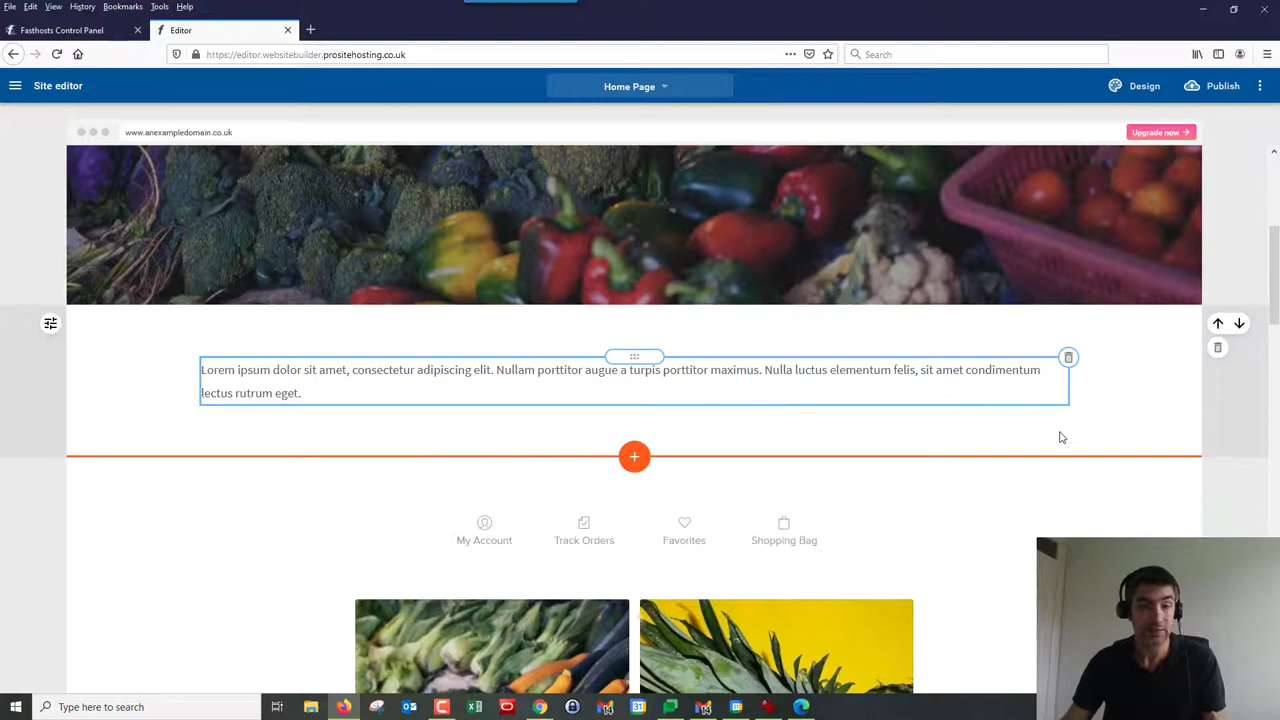 File Edit View History Bookmarks Tools Help
Fasthosts Control Panel
Editor
https://editor.websitebuilder.prositehosting.co.uk
Search
Site editor
Home Page
Design
Publish
www.anexampledomain.co.uk
Upgrade now
Lorem ipsum dolor sit amet, consectetur adipiscing elit. Nullam porttitor augue a turpis porttitor maximus. Nulla luctus elementum felis, sit amet condimentum
lectus rutrum eget.
My Account
Track Orders
Favorites
Shopping Bag
Type here to search